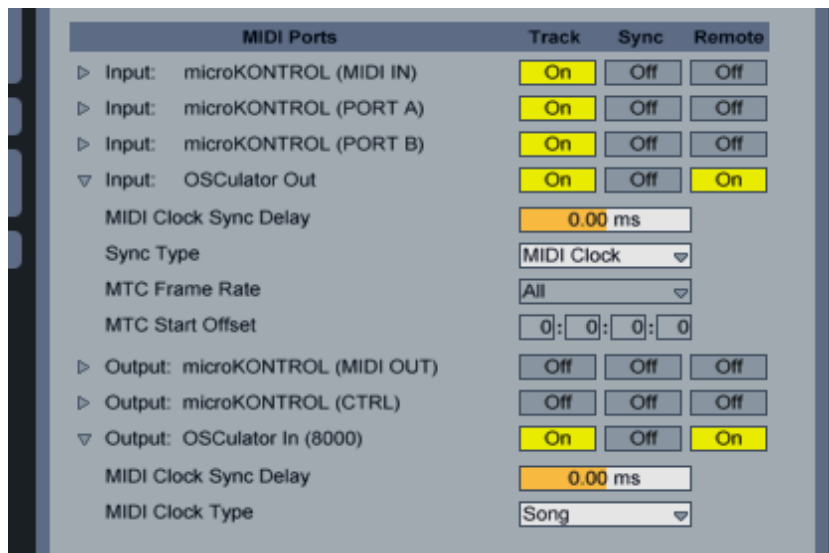 MIDI Ports Track Sync Remote
Input: microKONTROL (MIDI IN) On Off Off
Input: microKONTROL (PORT A) On Off Off
Input: microKONTROL (PORT B) On Off Off
Input: OSCulator Out On Off On
MIDI Clock Sync Delay 0.00 ms
Sync Type MIDI Clock
MTC Frame Rate All
MTC Start Offset 0: 0: 0: 0
Output: microKONTROL (MIDI OUT) Off Off Off
Output: microKONTROL (CTRL) Off Off Off
Output: OSCulator In (8000) On Off On
MIDI Clock Sync Delay 0.00 ms
MIDI Clock Type Song